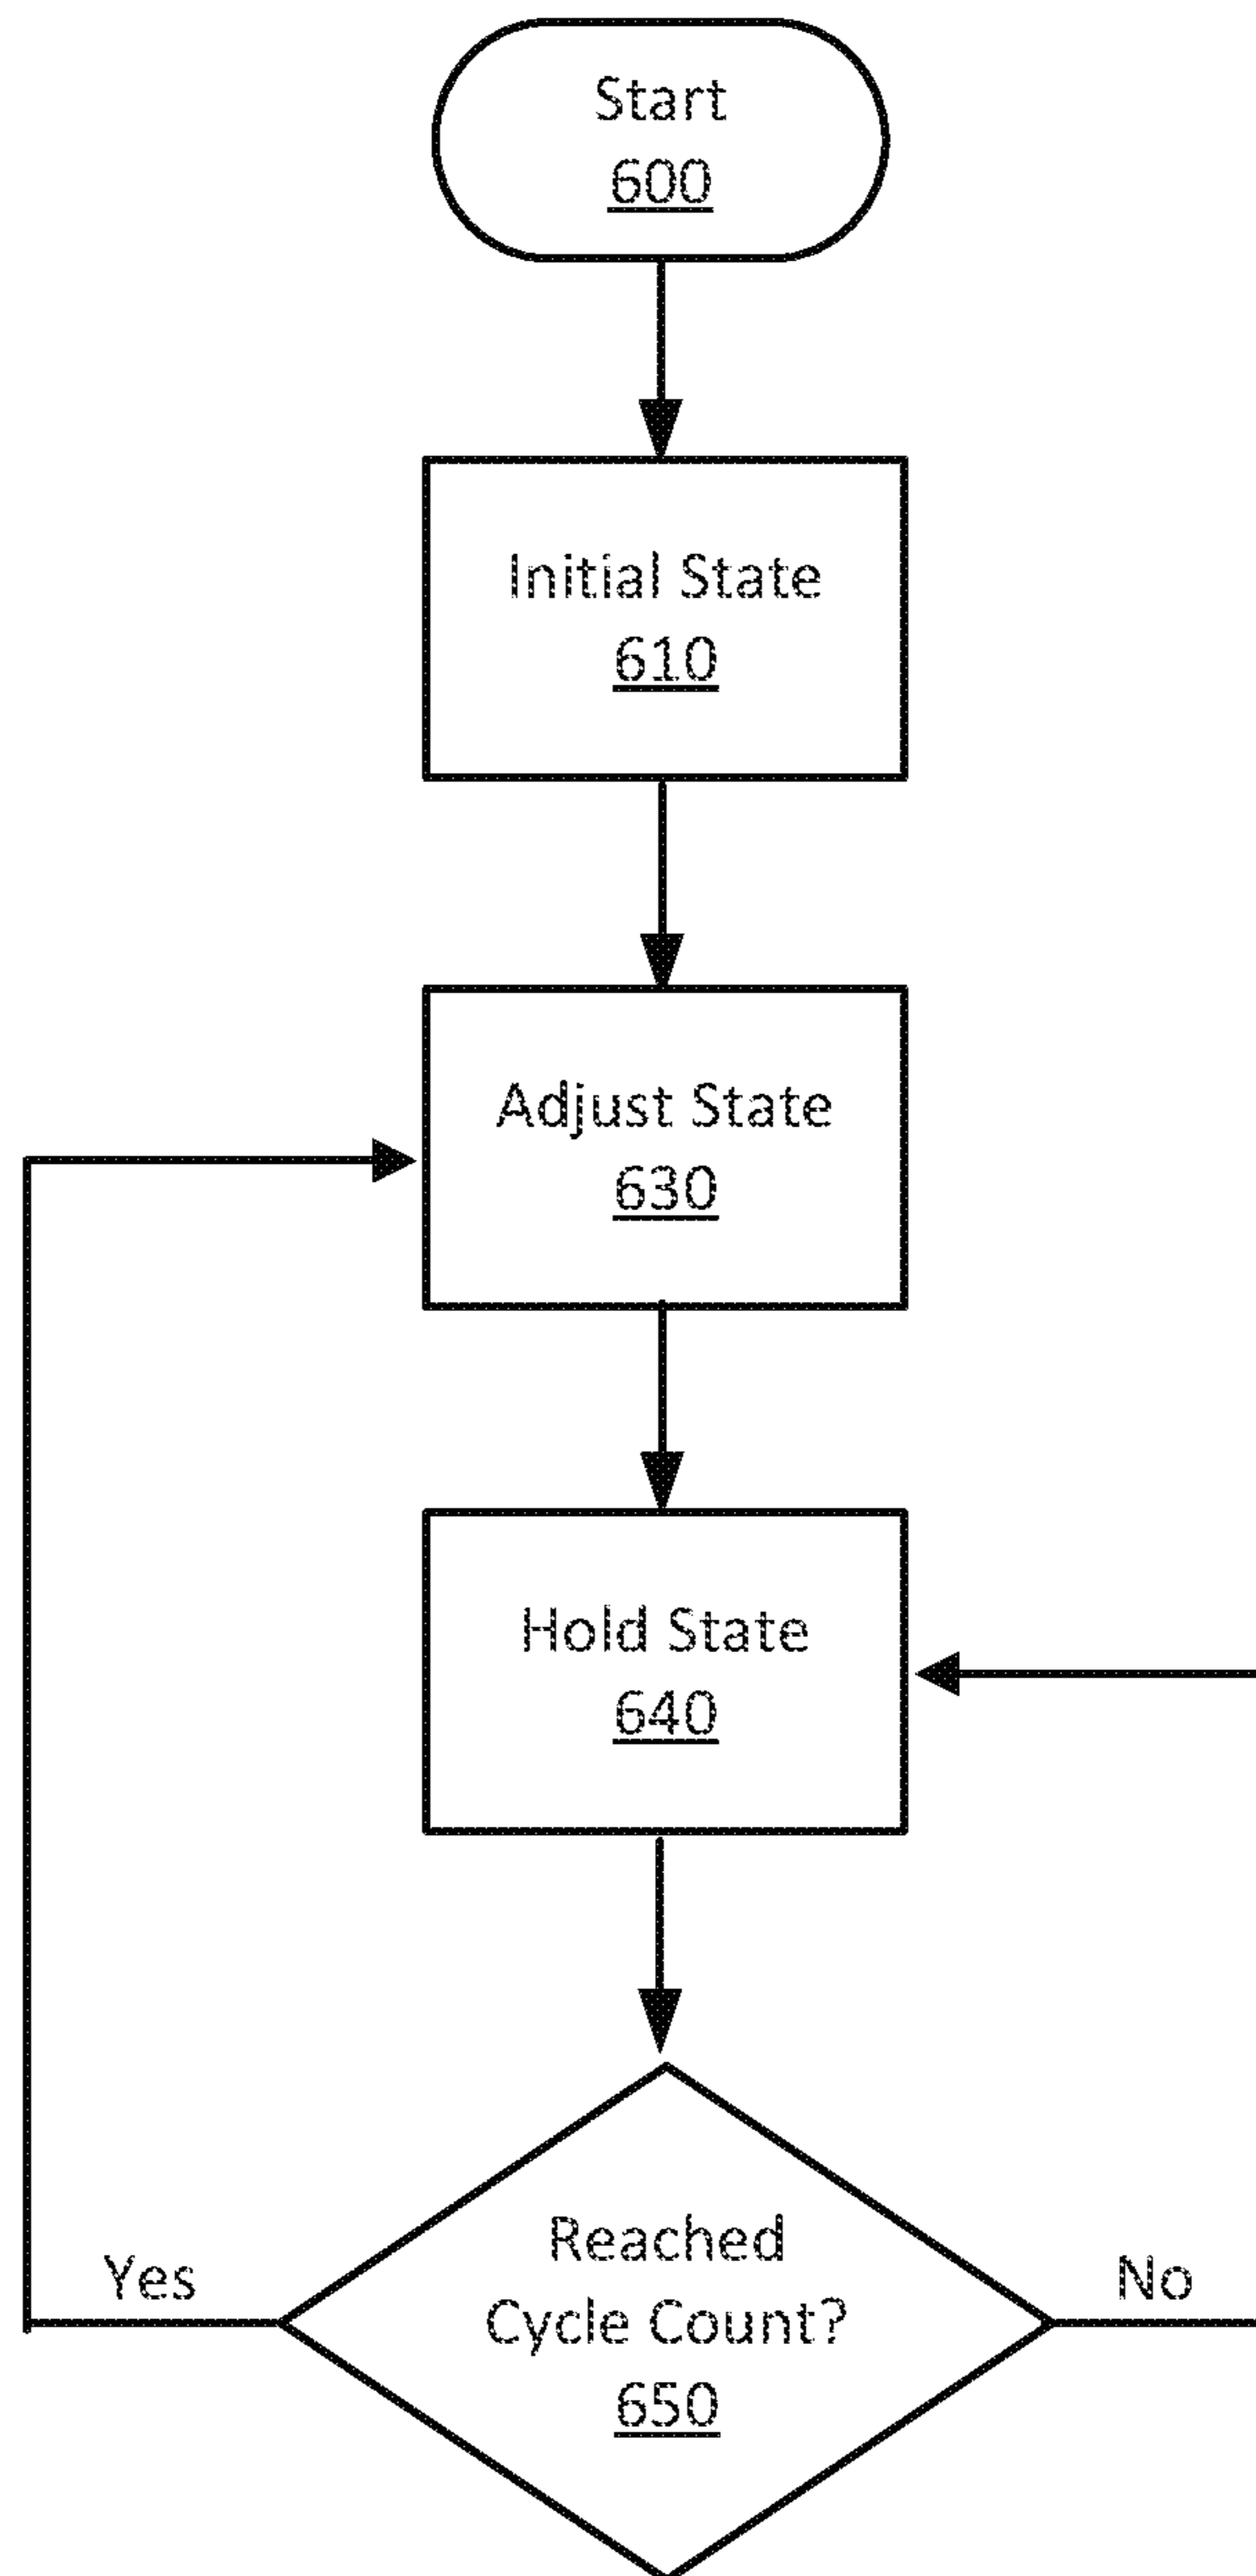 Start
600
Initial State
610
Adjust State
630
Hold State
640
Reached
Cycle Count?
650
Yes
No